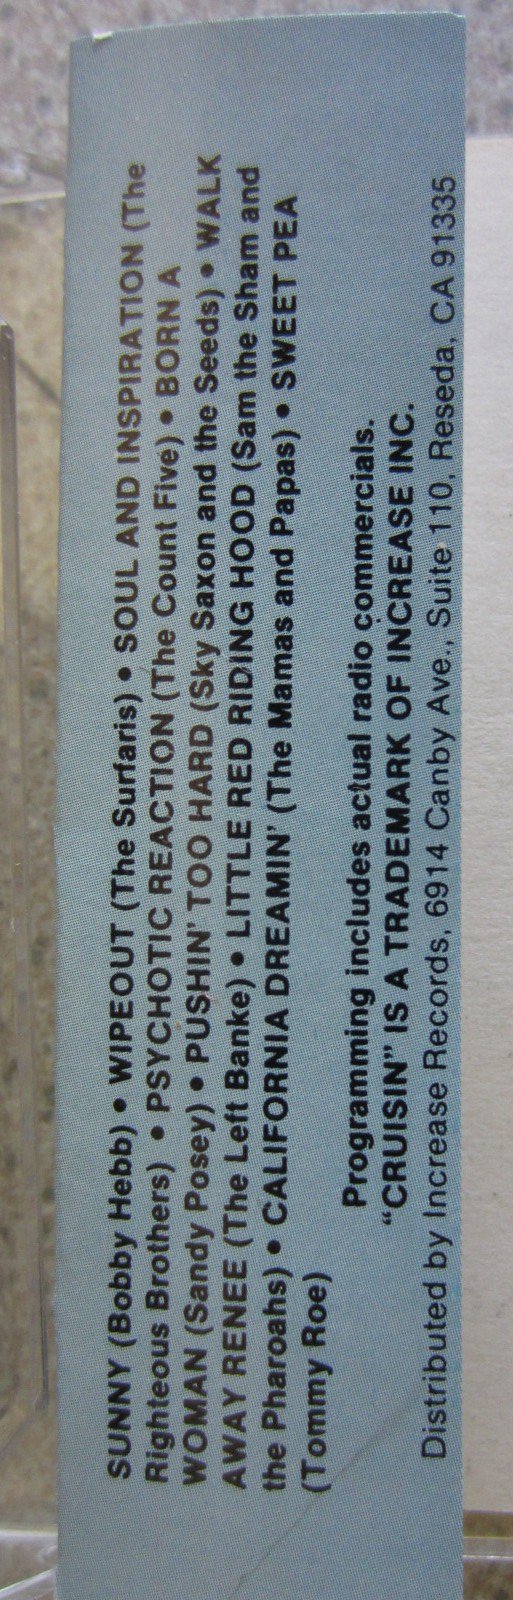 SUNNY (Bobby Hebb) • WIPEOUT (The Surfaris) • SOUL AND INSPIRATION (The
Righteous Brothers) • PSYCHOTIC REACTION (The Count Five) • BORN A
WOMAN (Sandy Posey) • PUSHIN' TOO HARD (Sky Saxon and the Seeds) • WALK
AWAY RENEE (The Left Banke) • LITTLE RED RIDING HOOD (Sam the Sham and
the Pharoahs) • CALIFORNIA DREAMIN' (The Mamas and Papas) • SWEET PEA
(Tommy Roe)
Programming includes actual radio commercials.
"CRUISIN" IS A TRADEMARK OF INCREASE INC.
Distributed by Increase Records, 6914 Canby Ave., Suite 110, Reseda, CA 91335